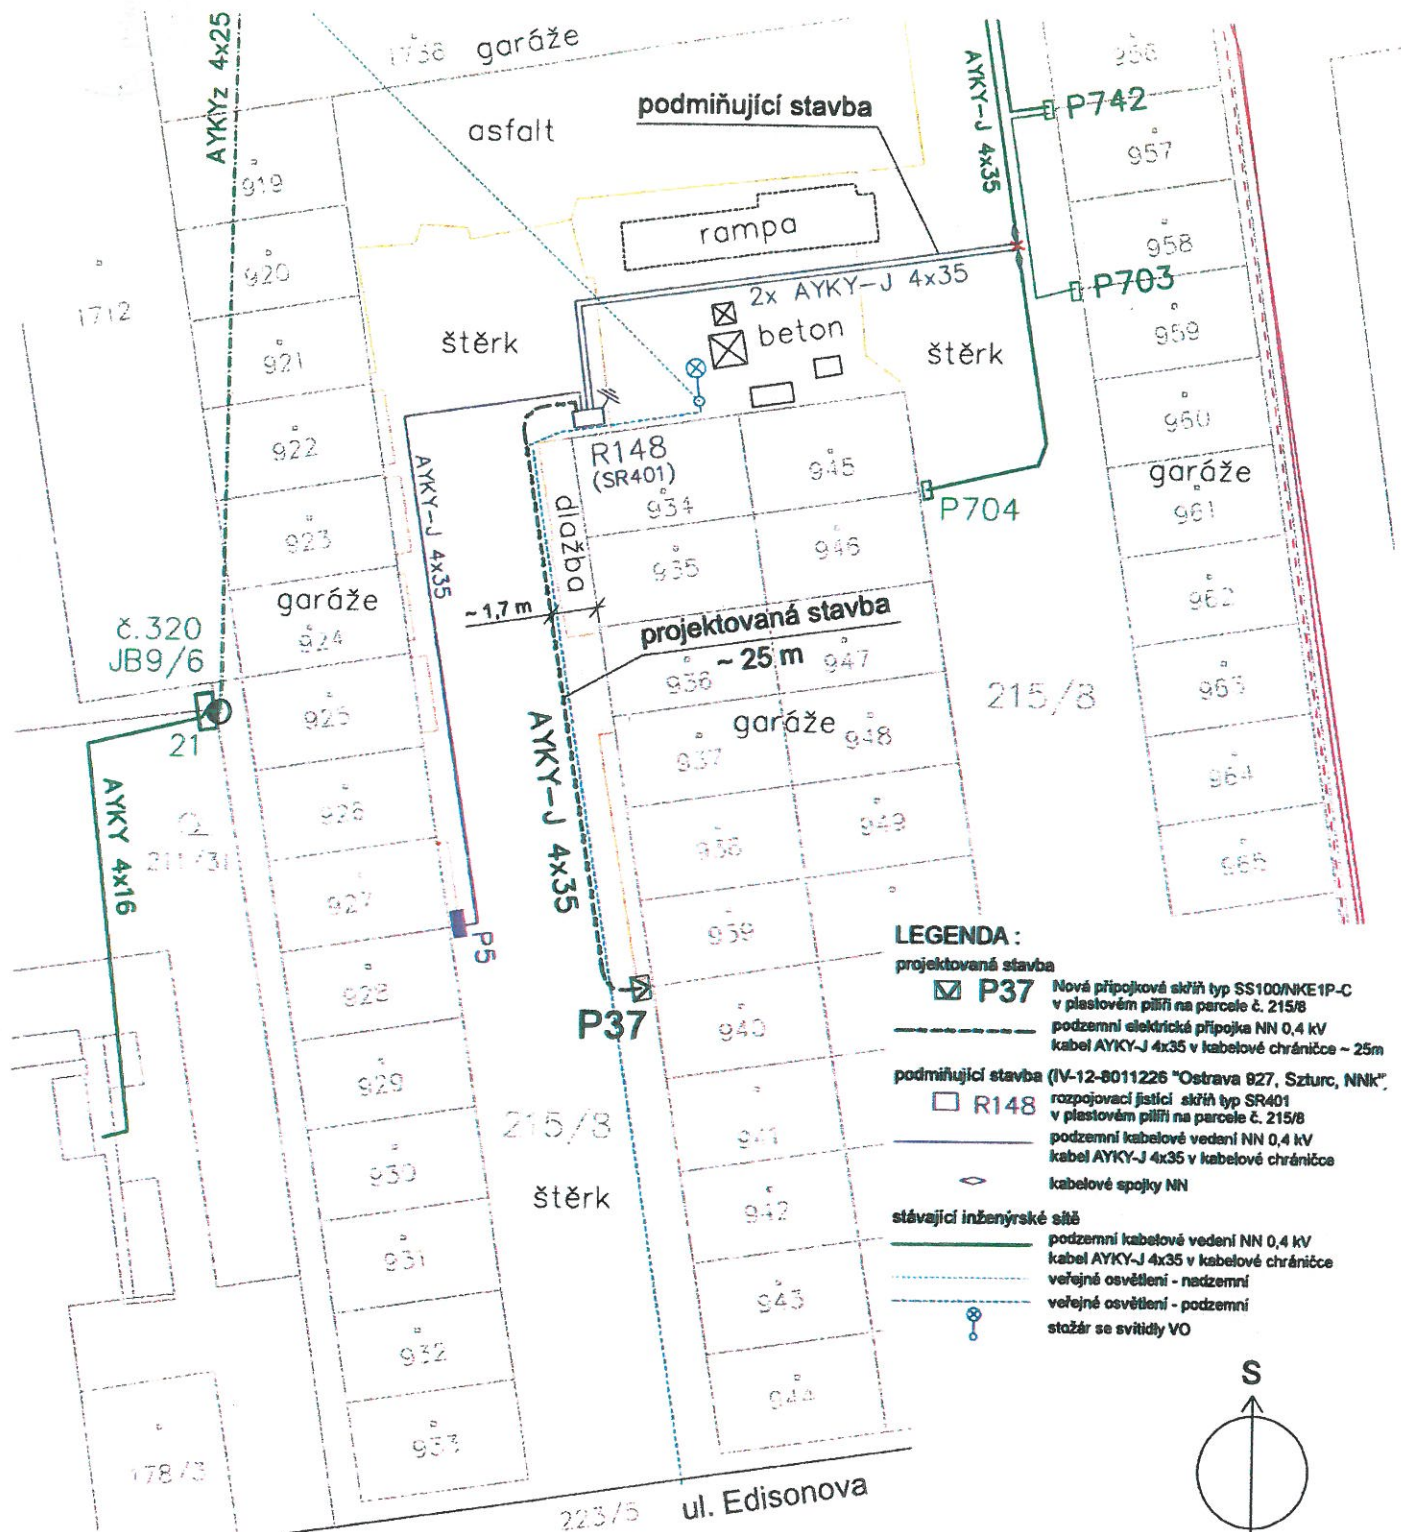 1738 garáže
AYKYz 4x25
asfalt
podmiňující stavba
AYKY-J 4x35
P742
956
957
958
959
960
garáže
961
962
963
964
965
919
920
921
922
923
garáže
924
925
926
927
928
929
930
931
932
933
1712
rampa
2x AYKY-J 4x35
P703
štěrk
beton
štěrk
R148
(SR401)
934
945
P704
935
946
dlažba
AYKY-J 4x35
~ 1,7 m
projektovaná stavba
~ 25 m
936
947
garáže
937
948
938
949
939
940
941
942
943
944
215/8
č.320
JB9/6
21
AYKY 4x16
211/31
AYKY-J 4x35
P5
P37
215/8
štěrk
178/3
223/5 ul. Edisonova
LEGENDA :
projektovaná stavba
P37 Nová přípojková skříň typ SS100/NKE1P-C
v plastovém pilíři na parcele č. 215/8
podzemní elektrická přípojka NN 0,4 kV
kabel AYKY-J 4x35 v kabelové chráničce ~ 25m
podmiňující stavba (IV-12-8011226 "Ostrava 927, Szturc, NNk"
R148 rozpojovací jistící skříň typ SR401
v plastovém pilíři na parcele č. 215/8
podzemní kabelové vedení NN 0,4 kV
kabel AYKY-J 4x35 v kabelové chráničce
kabelové spojky NN
stávající inženýrské sítě
podzemní kabelové vedení NN 0,4 kV
kabel AYKY-J 4x35 v kabelové chráničce
veřejné osvětlení - nadzemní
veřejné osvětlení - podzemní
stožár se svítidly VO
S